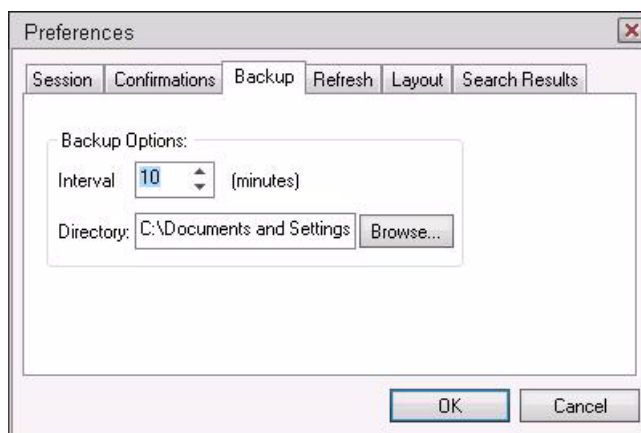 Preferences
Session Confirmations Backup Refresh Layout Search Results
Backup Options:
Interval 10 (minutes)
Directory: C:\Documents and Settings Browse...
OK Cancel